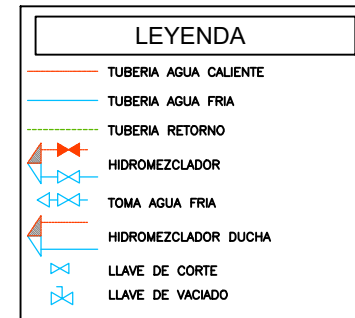 LEYENDA
TUBERIA AGUA CALIENTE
TUBERIA AGUA FRIA
TUBERIA RETORNO
HIDROMEZCLADOR
TOMA AGUA FRIA
HIDROMEZCLADOR DUCHA
LLAVE DE CORTE
LLAVE DE VACIADO